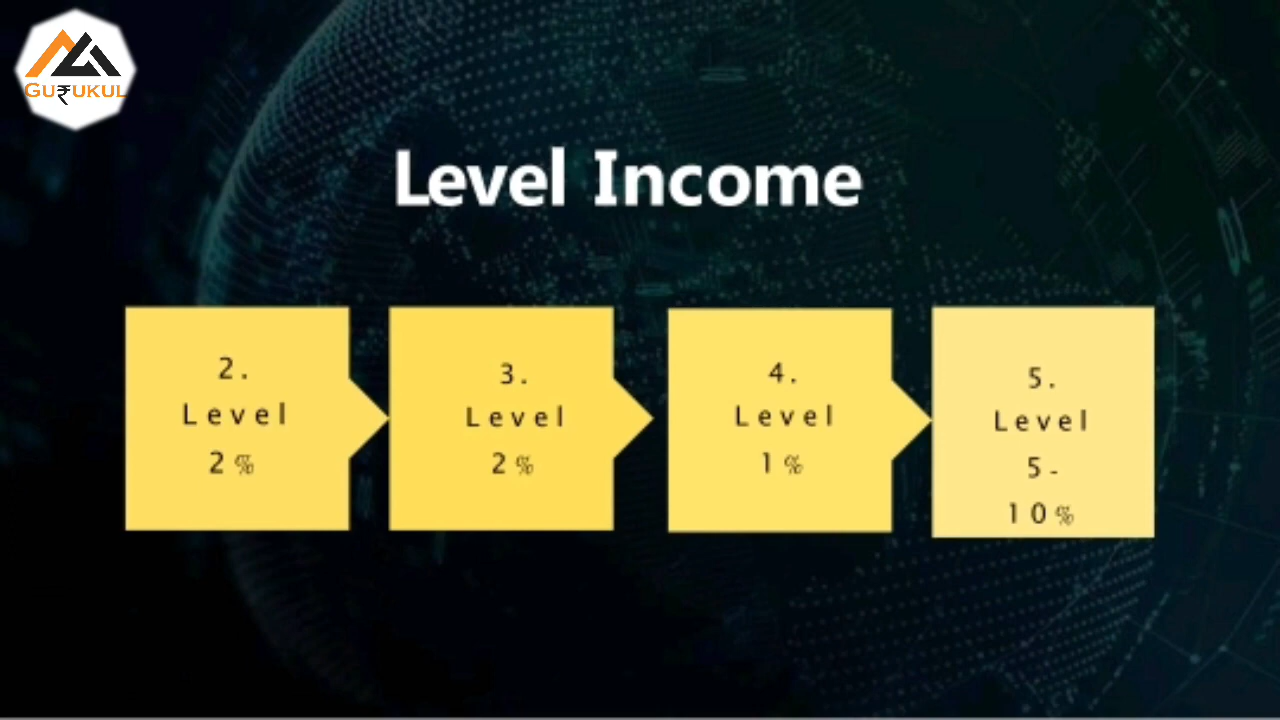 GU₹UKUL
Level Income
2.
Level
2%
3.
Level
2%
4.
Level
1%
5.
Level
5-
10%